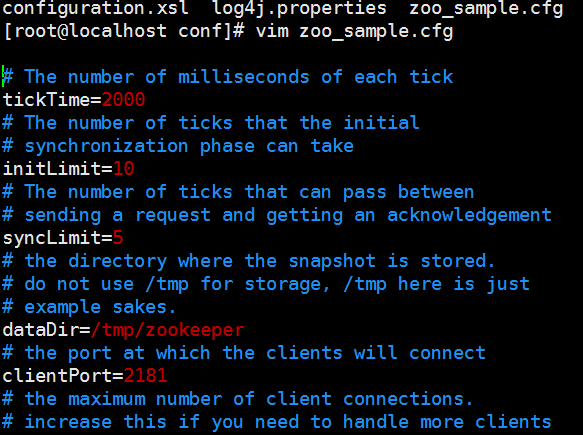 configuration.xsl  log4j.properties  zoo_sample.cfg
[root@localhost conf]# vim zoo_sample.cfg
# The number of milliseconds of each tick
tickTime=2000
# The number of ticks that the initial
# synchronization phase can take
initLimit=10
# The number of ticks that can pass between
# sending a request and getting an acknowledgement
syncLimit=5
# the directory where the snapshot is stored.
# do not use /tmp for storage, /tmp here is just
# example sakes.
dataDir=/tmp/zookeeper
# the port at which the clients will connect
clientPort=2181
# the maximum number of client connections.
# increase this if you need to handle more clients